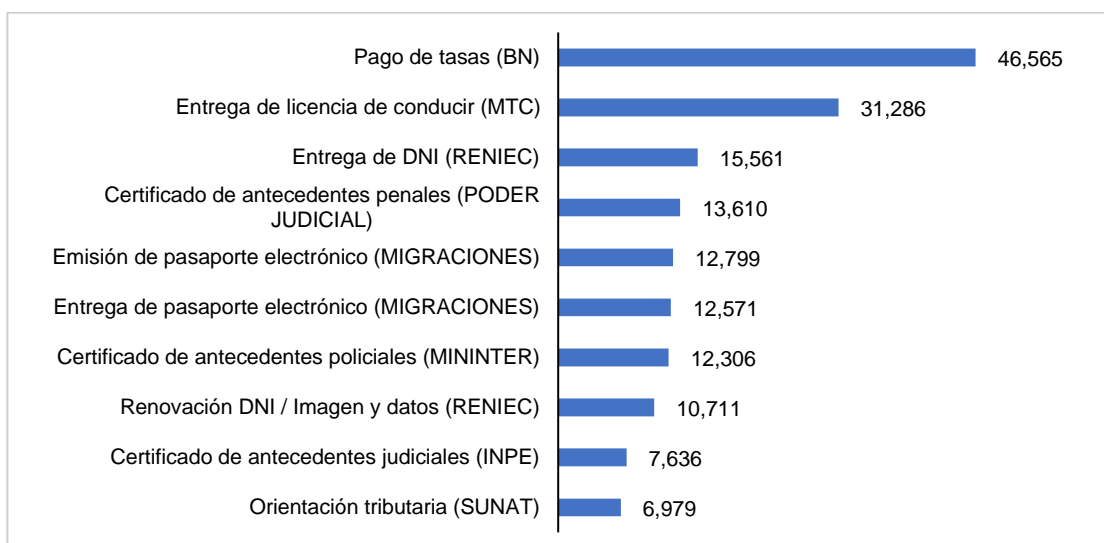 Pago de tasas (BN) 46,565
Entrega de licencia de conducir (MTC) 31,286
Entrega de DNI (RENIEC) 15,561
Certificado de antecedentes penales (PODER
JUDICIAL) 13,610
Emisión de pasaporte electrónico (MIGRACIONES) 12,799
Entrega de pasaporte electrónico (MIGRACIONES) 12,571
Certificado de antecedentes policiales (MININTER) 12,306
Renovación DNI / Imagen y datos (RENIEC) 10,711
Certificado de antecedentes judiciales (INPE) 7,636
Orientación tributaria (SUNAT) 6,979